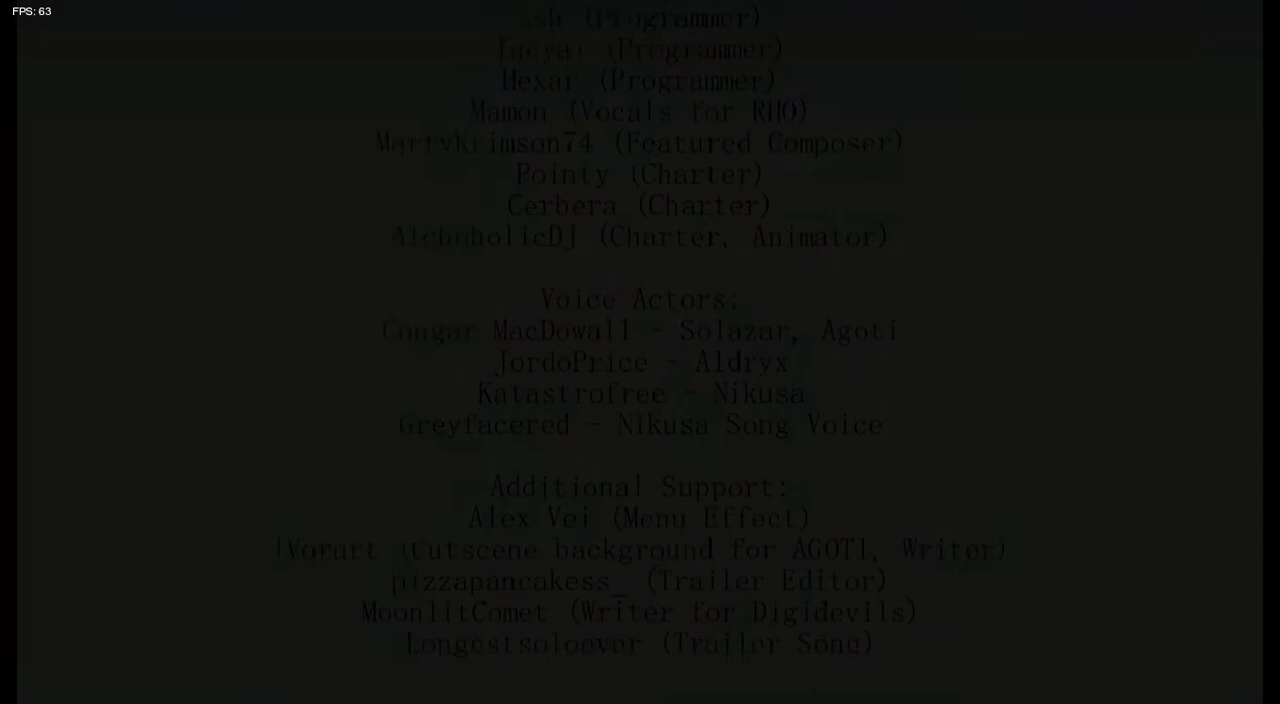 FPS: 63
(Programmer)
(Programmer)
Hexar (Programmer)
Mamon (Vocals for RHO)
MartyKrimson74 (Featured Composer)
Pointy (Charter)
Cerbera (Charter)
AlchoholicDJ (Charter, Animator)
Voice Actors:
Cougar MacDowall - Solazar, Agoti
JordoPrice - Aldryx
Katastrofree - Nikusa
Greyfacered - Nikusa Song Voice
Additional Support:
Alex Vei (Menu Effect)
(Cutscene background for AGOTI, Writer)
pizzapancakess_ (Trailer Editor)
MoonlitComet (Writer for Digidevils)
Longestsoloever (Trailer Song)